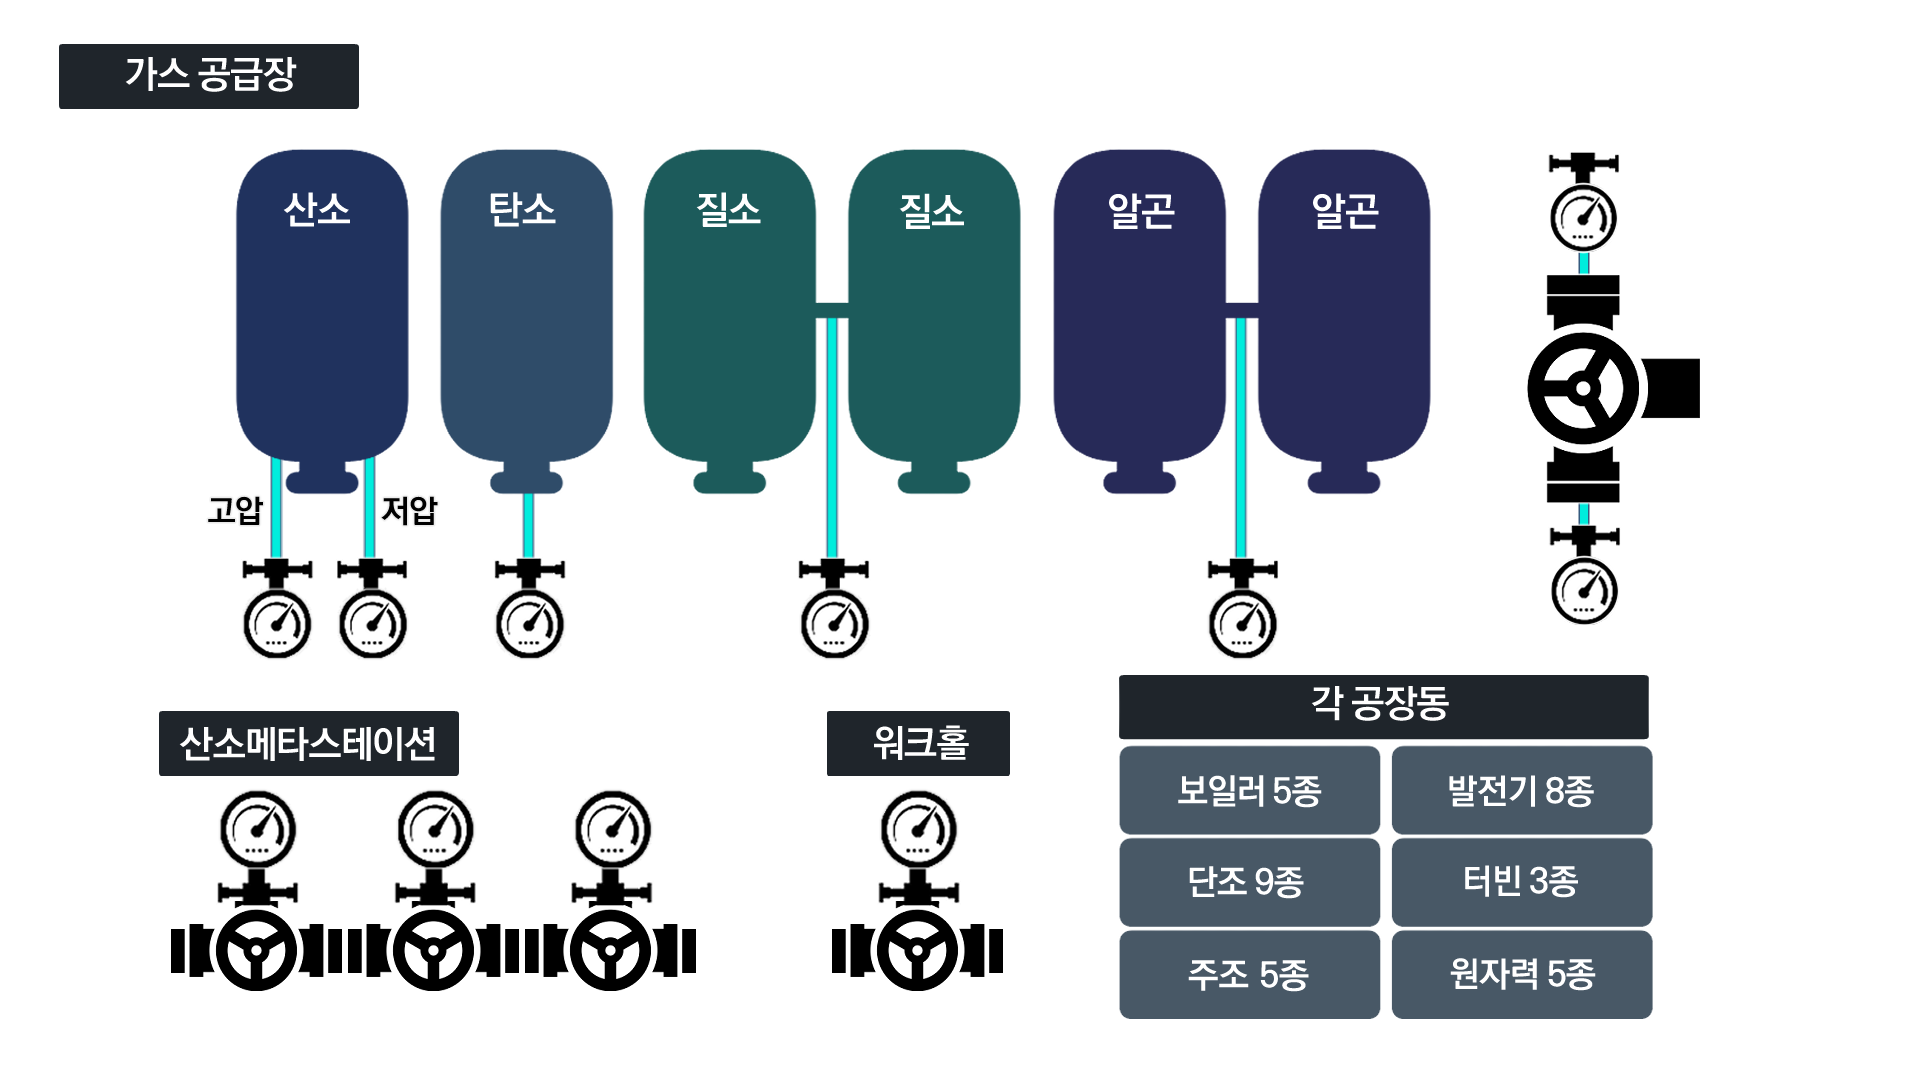 가스 공급장
산소
탄소
질소
질소
알곤
알곤
고압
저압
산소메타스테이션
워크홀
각 공장동
보일러 5종
발전기 8종
단조 9종
터빈 3종
주조 5종
원자력 5종